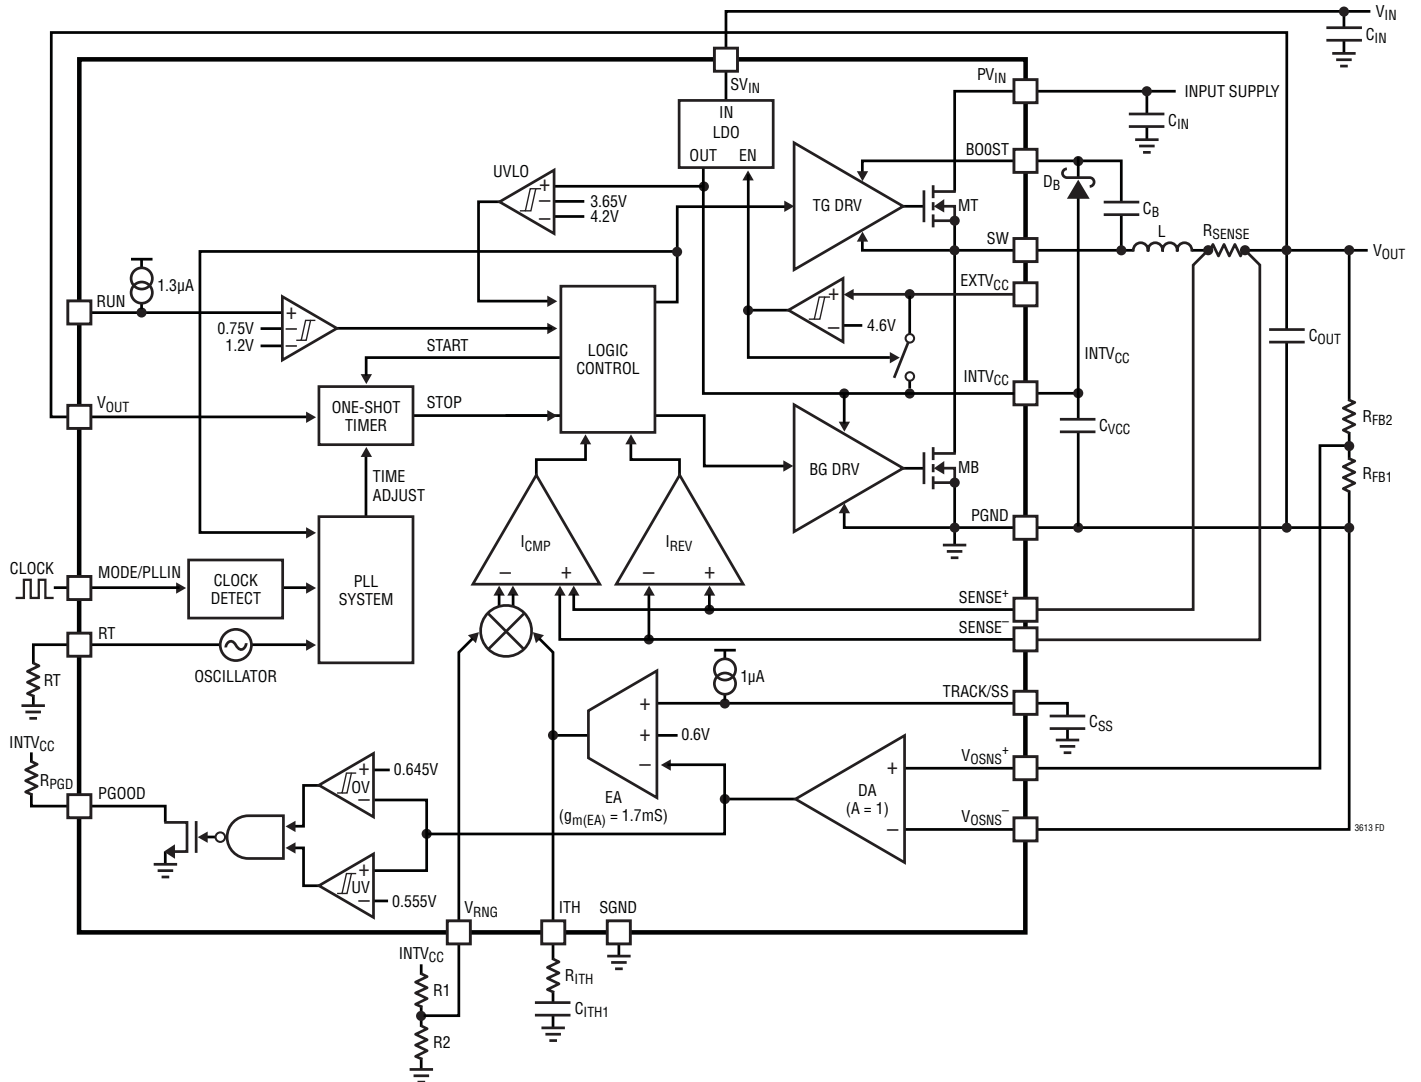 VIN
CIN
SVIN
PVIN
INPUT SUPPLY
CIN
IN
LDO
OUT EN
BO0ST
UVLO
+
−
−
3.65V
4.2V
TG DRV
MT
DB
CB
SW
L
RSENSE
VOUT
1.3µA
RUN
0.75V
1.2V
+
−
−
EXTVCC
+
−
4.6V
LOGIC
CONTROL
START
INTVCC
INTVCC
COUT
VOUT
ONE-SHOT
TIMER
STOP
CVCC
RFB2
TIME
ADJUST
BG DRV
MB
RFB1
PGND
CLOCK
MODE/PLLIN
CLOCK
DETECT
PLL
SYSTEM
ICMP
− +
IREV
− +
SENSE+
SENSE−
RT
RT
OSCILLATOR
1µA
TRACK/SS
CSS
+
+
−
0.6V
EA
(gm(EA) = 1.7mS)
DA
(A = 1)
+
−
VOSNS+
VOSNS−
3613 FD
INTVCC
RPGD
PGOOD
+
OV
−
0.645V
+
UV
−
0.555V
VRNG
ITH
SGND
INTVCC
R1
R2
RITH
CITH1